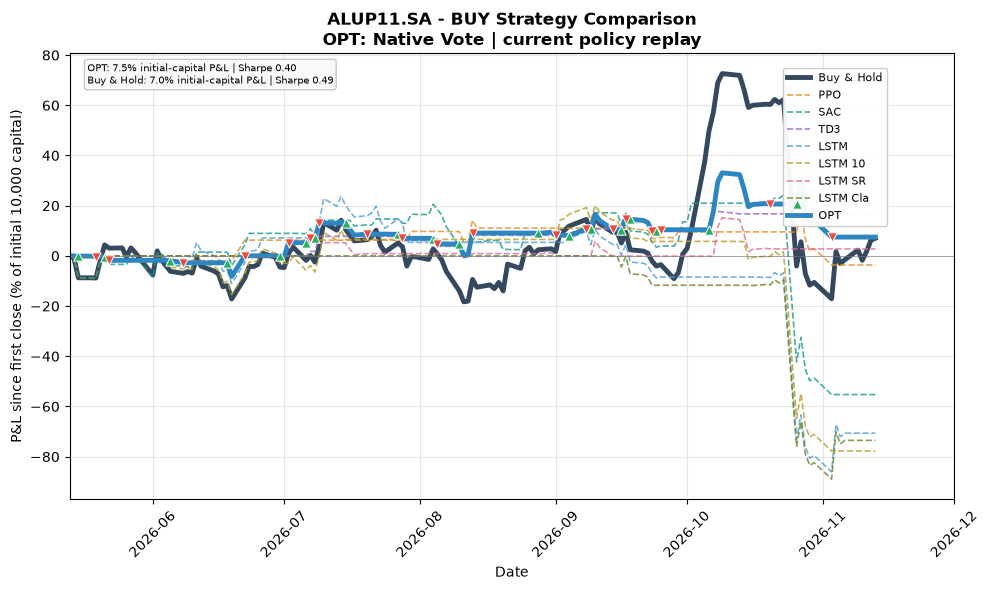 ALUP11.SA - BUY Strategy Comparison
OPT: Native Vote | current policy replay
OPT: 7.5% initial-capital P&L | Sharpe 0.40
Buy & Hold: 7.0% initial-capital P&L | Sharpe 0.49
Buy & Hold
PPO
SAC
TD3
LSTM
LSTM 10
LSTM SR
LSTM Cla
OPT
P&L since first close (% of initial 10,000 capital)
80
60
40
20
0
−20
−40
−60
−80
2026-06
2026-07
2026-08
2026-09
2026-10
2026-11
2026-12
Date